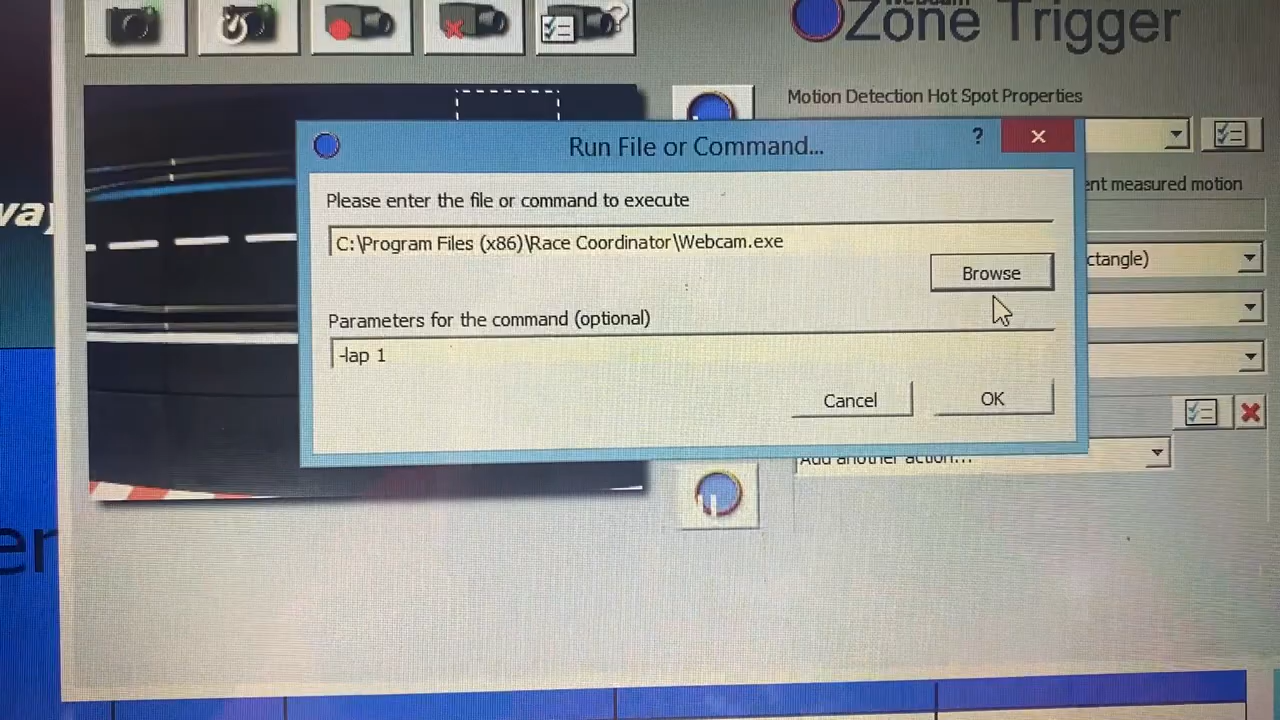 Zone Trigger
Motion Detection Hot Spot Properties
Run File or Command...
?
Please enter the file or command to execute
ent measured motion
C:\Program Files (x86)\Race Coordinator\Webcam.exe
ctangle)
Browse
Parameters for the command (optional)
-lap 1
Cancel
OK
Add another action...
er